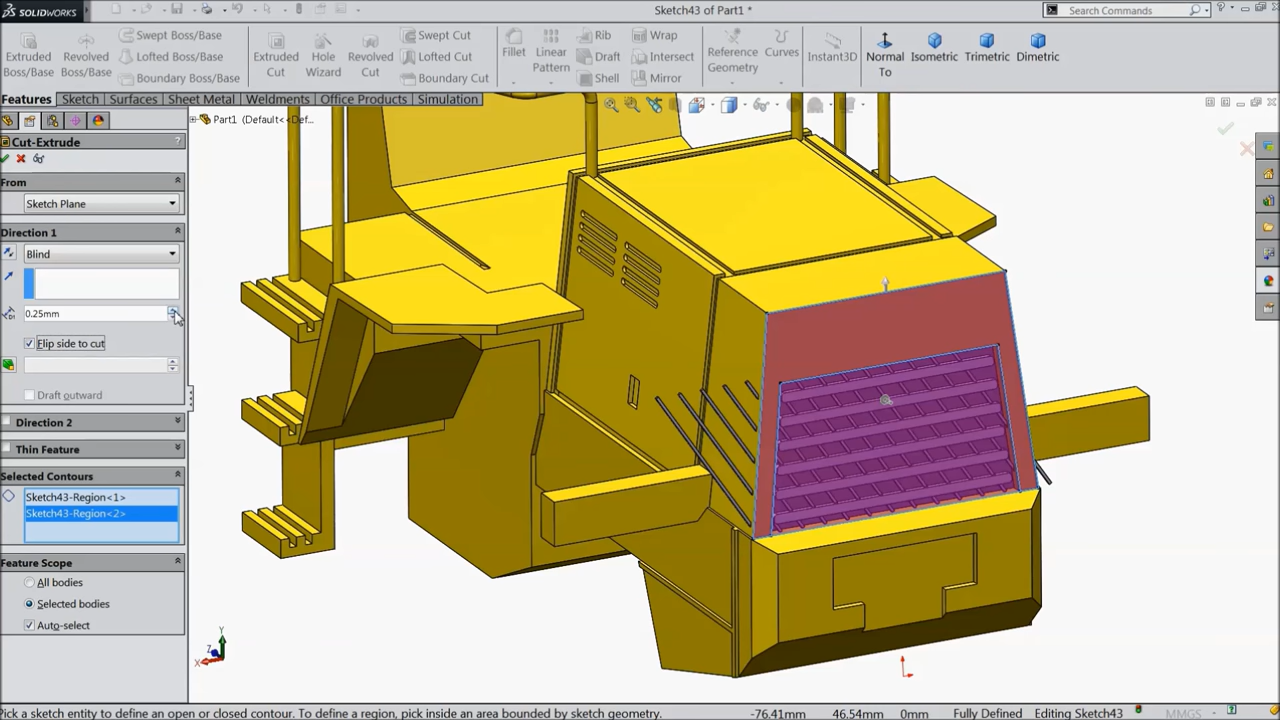 SOLIDWORKS
Sketch43 of Part1 *
Search Commands
Extruded Boss/Base
Revolved Boss/Base
Swept Boss/Base
Lofted Boss/Base
Boundary Boss/Base
Extruded Cut
Hole Wizard
Revolved Cut
Swept Cut
Lofted Cut
Boundary Cut
Fillet
Linear Pattern
Rib
Draft
Shell
Wrap
Intersect
Mirror
Reference Geometry
Curves
Instant3D
Normal To
Isometric
Trimetric
Dimetric
Features
Sketch
Surfaces
Sheet Metal
Weldments
Office Products
Simulation
Part1 (Default<<Def...
Cut-Extrude
?
From
Sketch Plane
Direction 1
Blind
0.25mm
Flip side to cut
Draft outward
Direction 2
Thin Feature
Selected Contours
Sketch43-Region<1>
Sketch43-Region<2>
Feature Scope
All bodies
Selected bodies
Auto-select
Y
Z
X
Pick a sketch entity to define an open or closed contour. To define a region, pick inside an area bounded by sketch geometry.
-76.41mm
46.54mm
0mm
Fully Defined
Editing Sketch43
MMGS